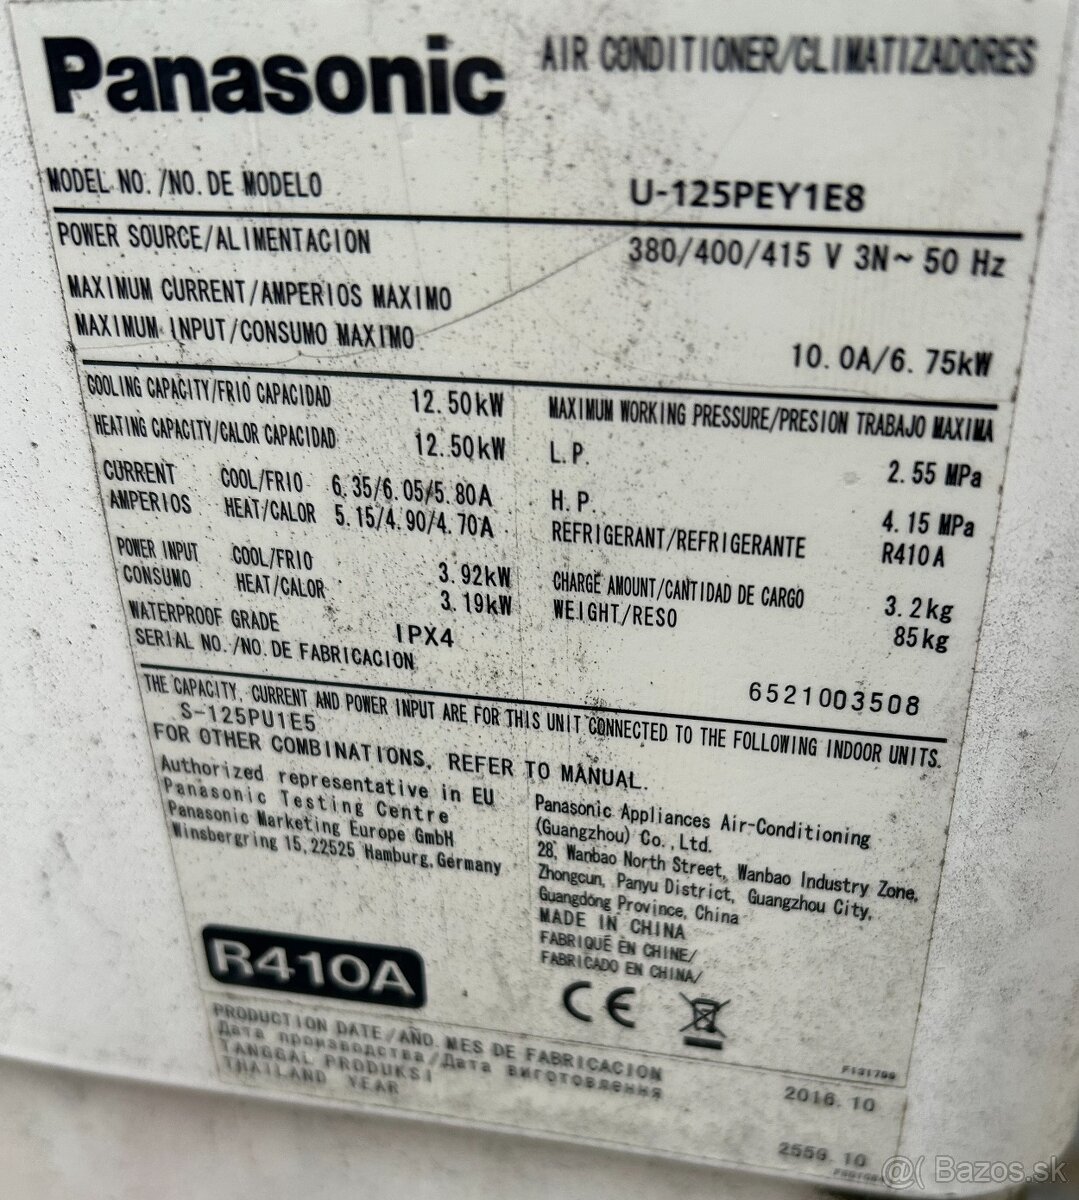 Panasonic AIR CONDITIONER/CLIMATIZADORES
MODEL NO. /NO. DE MODELO U-125PEY1E8
POWER SOURCE/ALIMENTACION 380/400/415 V 3N~ 50 Hz
MAXIMUM CURRENT/AMPERIOS MAXIMO
MAXIMUM INPUT/CONSUMO MAXIMO 10.0A/6.75kW
COOLING CAPACITY/FRIO CAPACIDAD 12.50kW
HEATING CAPACITY/CALOR CAPACIDAD 12.50kW
CURRENT COOL/FRIO 6.35/6.05/5.80A
AMPERIOS HEAT/CALOR 5.15/4.90/4.70A
POWER INPUT COOL/FRIO 3.92kW
CONSUMO HEAT/CALOR 3.19kW
WATERPROOF GRADE IPX4
MAXIMUM WORKING PRESSURE/PRESION TRABAJO MAXIMA
L.P. 2.55 MPa
H.P. 4.15 MPa
REFRIGERANT/REFRIGERANTE R410A
CHARGE AMOUNT/CANTIDAD DE CARGO 3.2kg
WEIGHT/RESO 85kg
SERIAL NO./NO. DE FABRICACION 6521003508
THE CAPACITY, CURRENT AND POWER INPUT ARE FOR THIS UNIT CONNECTED TO THE FOLLOWING INDOOR UNITS.
S-125PU1E5
FOR OTHER COMBINATIONS, REFER TO MANUAL.
Authorized representative in EU
Panasonic Testing Centre
Panasonic Marketing Europe GmbH
Winsbergring 15, 22525 Hamburg, Germany
Panasonic Appliances Air-Conditioning
(Guangzhou) Co., Ltd.
28, Wanbao North Street, Wanbao Industry Zone,
Zhongcun, Panyu District, Guangzhou City,
Guangdong Province, China
MADE IN CHINA
FABRIQUÉ EN CHINE/
FABRICADO EN CHINA/
R410A
CE
F131799
PRODUCTION DATE/AÑO, MES DE FABRICACION 2016.10
Дата производства/Дата виготовлення
TANGGAL PRODUKSI
THAILAND YEAR 2559.10
@( Bazos.sk